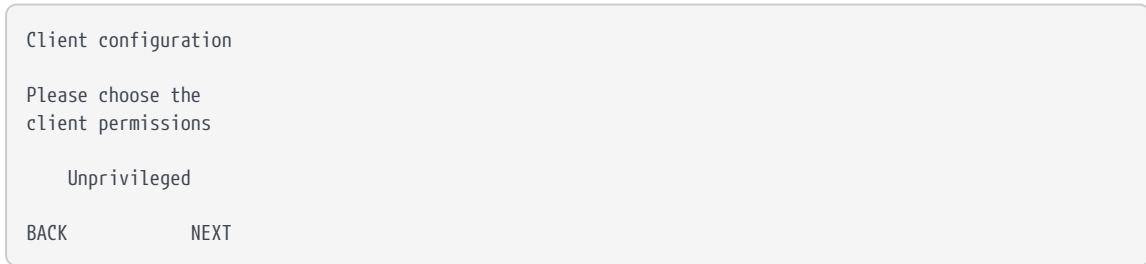 Client configuration
Please choose the
client permissions
Unprivileged
BACK NEXT